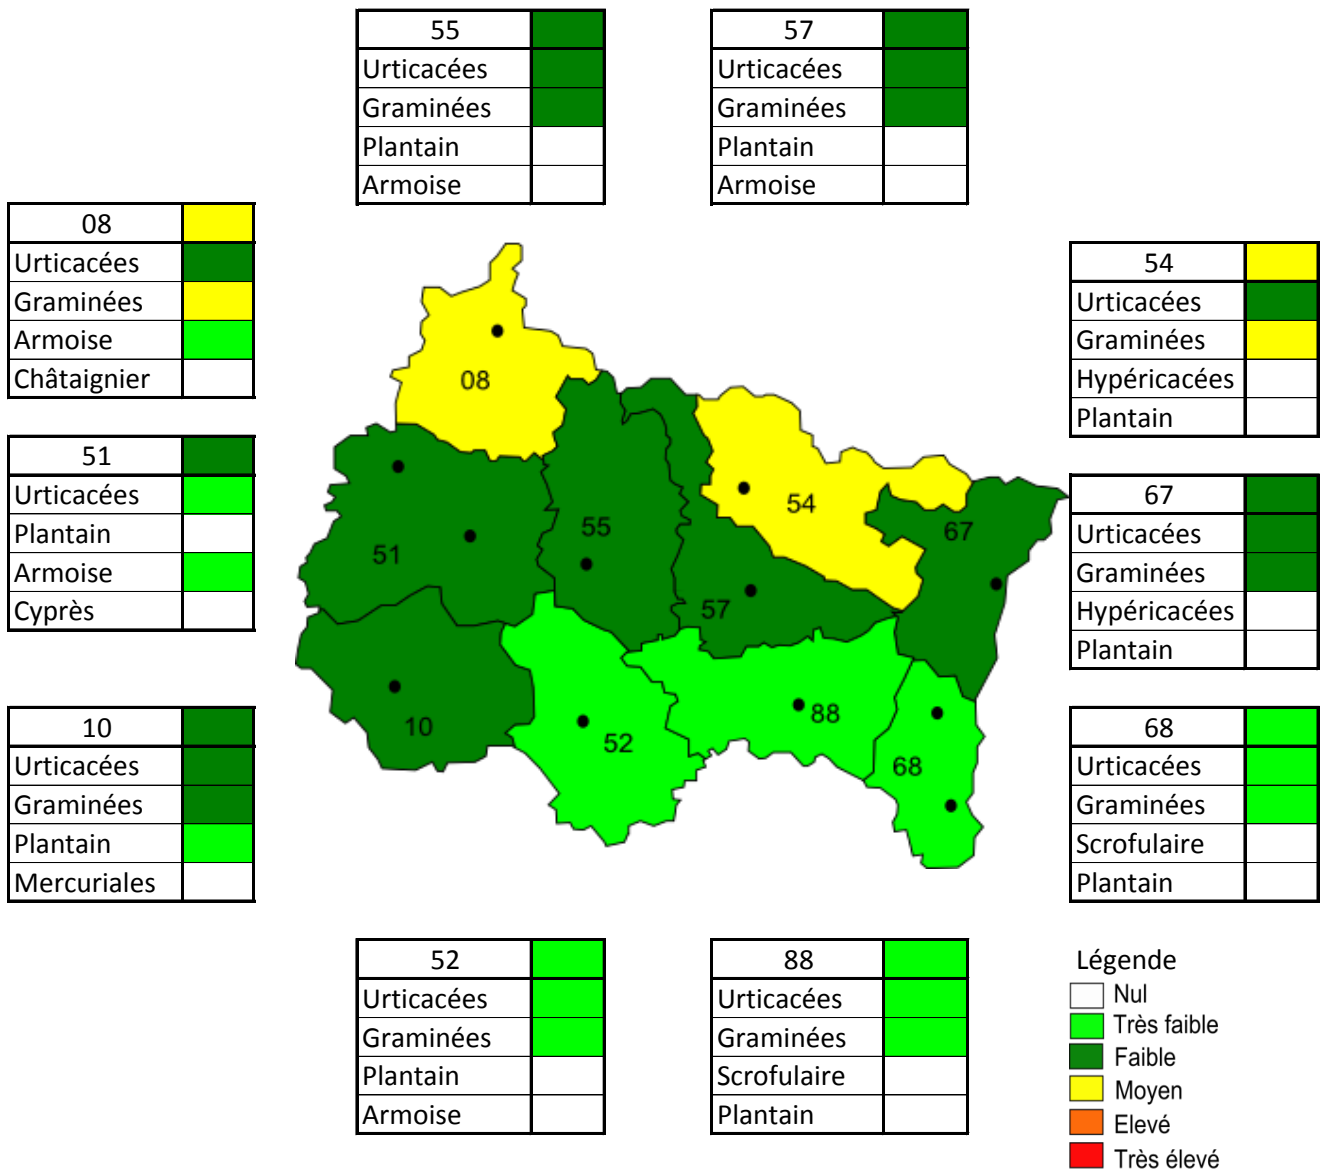 55
Urticacées
Graminées
Plantain
Armoise
57
Urticacées
Graminées
Plantain
Armoise
08
Urticacées
Graminées
Armoise
Châtaignier
51
Urticacées
Plantain
Armoise
Cyprès
10
Urticacées
Graminées
Plantain
Mercuriales
08
51
55
54
67
57
10
52
88
68
54
Urticacées
Graminées
Hypéricacées
Plantain
67
Urticacées
Graminées
Hypéricacées
Plantain
68
Urticacées
Graminées
Scrofulaire
Plantain
52
Urticacées
Graminées
Plantain
Armoise
88
Urticacées
Graminées
Scrofulaire
Plantain
Légende
Nul
Très faible
Faible
Moyen
Elevé
Très élevé